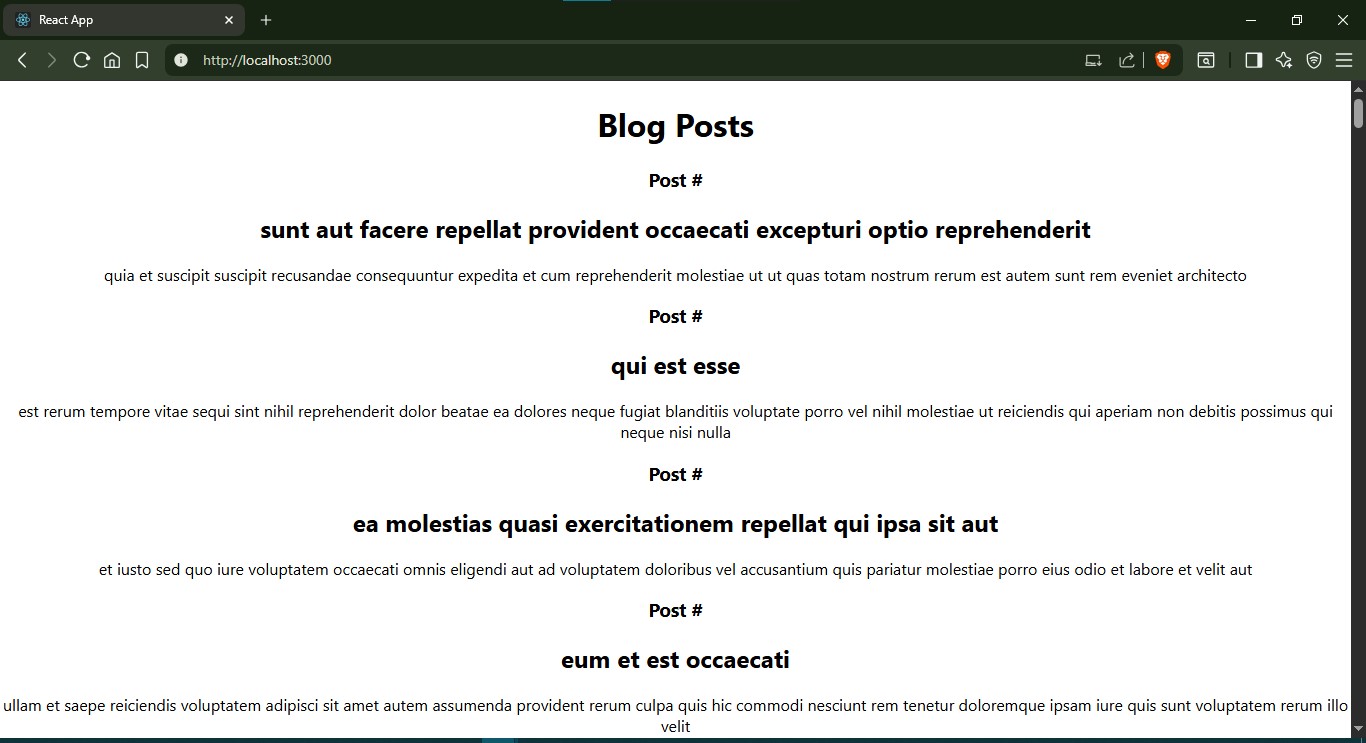 React App
http://localhost:3000
Blog Posts
Post #
sunt aut facere repellat provident occaecati excepturi optio reprehenderit
quia et suscipit suscipit recusandae consequuntur expedita et cum reprehenderit molestiae ut ut quas totam nostrum rerum est autem sunt rem eveniet architecto
Post #
qui est esse
est rerum tempore vitae sequi sint nihil reprehenderit dolor beatae ea dolores neque fugiat blanditiis voluptate porro vel nihil molestiae ut reiciendis qui aperiam non debitis possimus qui
neque nisi nulla
Post #
ea molestias quasi exercitationem repellat qui ipsa sit aut
et iusto sed quo iure voluptatem occaecati omnis eligendi aut ad voluptatem doloribus vel accusantium quis pariatur molestiae porro eius odio et labore et velit aut
Post #
eum et est occaecati
ullam et saepe reiciendis voluptatem adipisci sit amet autem assumenda provident rerum culpa quis hic commodi nesciunt rem tenetur doloremque ipsam iure quis sunt voluptatem rerum illo
velit